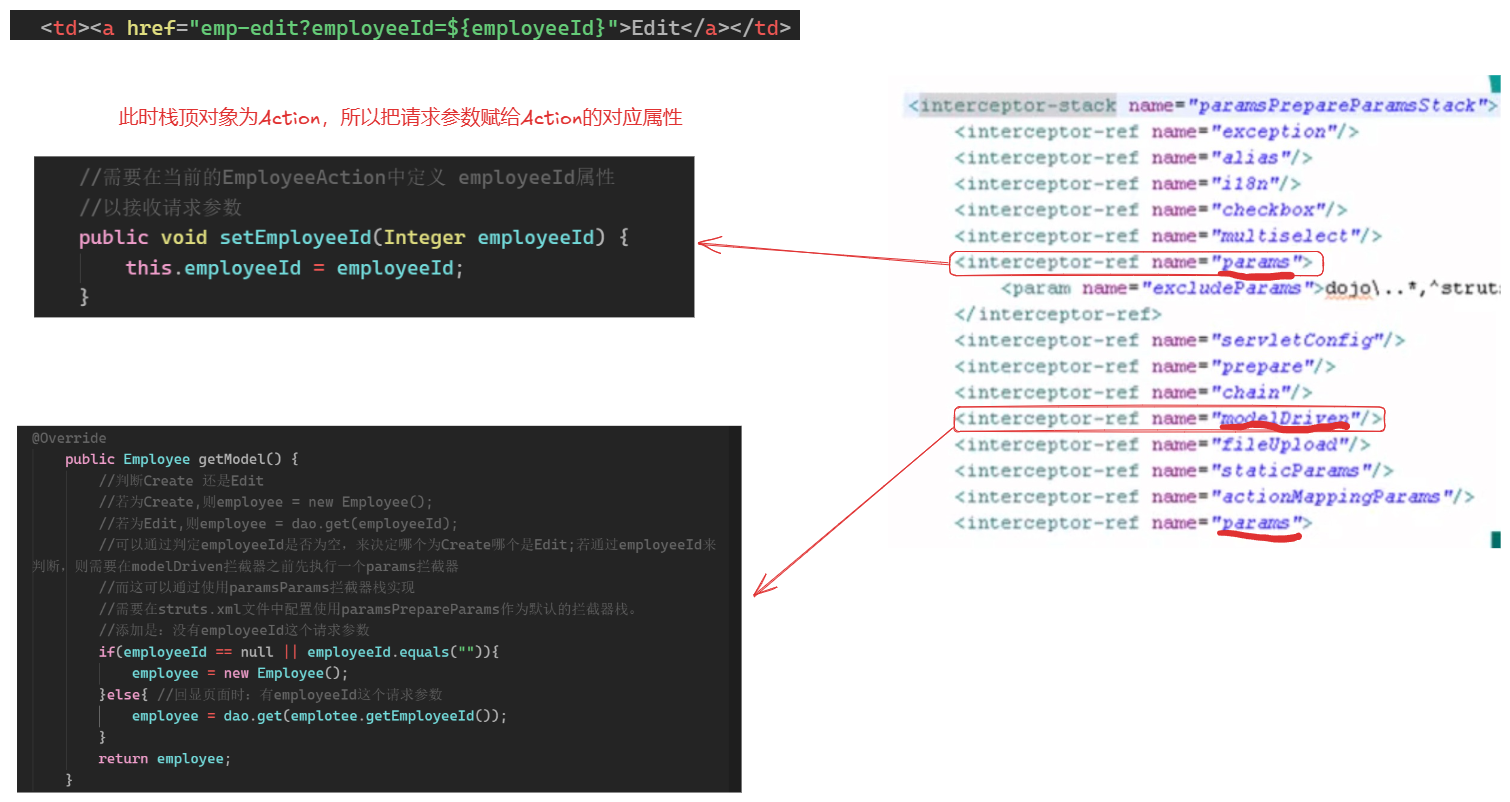 <td><a href="emp-edit?employeeId=${employeeId}">Edit</a></td>
此时栈顶对象为Action，所以把请求参数赋给Action的对应属性
//需要在当前的EmployeeAction中定义 employeeId属性
//以接收请求参数
public void setEmployeeId(Integer employeeId) {
this.employeeId = employeeId;
}
@Override
public Employee getModel() {
//判断Create 还是Edit
//若为Create,则employee = new Employee();
//若为Edit,则employee = dao.get(employeeId);
//可以通过判定employeeId是否为空，来决定哪个为Create哪个是Edit;若通过employeeId来
判断，则需要在modelDriven拦截器之前先执行一个params拦截器
//而这可以通过使用paramsParams拦截器栈实现
//需要在struts.xml文件中配置使用paramsPrepareParams作为默认的拦截器栈。
//添加是：没有employeeId这个请求参数
if(employeeId == null || employeeId.equals("")){
employee = new Employee();
}else{ //回显页面时：有employeeId这个请求参数
employee = dao.get(emplotee.getEmployeeId());
}
return employee;
}
<interceptor-stack name="paramsPrepareParamsStack">
<interceptor-ref name="exception"/>
<interceptor-ref name="alias"/>
<interceptor-ref name="i18n"/>
<interceptor-ref name="checkbox"/>
<interceptor-ref name="multiselect"/>
<interceptor-ref name="params">
<param name="excludeParams">dojo\..*,^struts
</interceptor-ref>
<interceptor-ref name="servletConfig"/>
<interceptor-ref name="prepare"/>
<interceptor-ref name="chain"/>
<interceptor-ref name="modelDriven"/>
<interceptor-ref name="fileUpload"/>
<interceptor-ref name="staticParams"/>
<interceptor-ref name="actionMappingParams"/>
<interceptor-ref name="params">